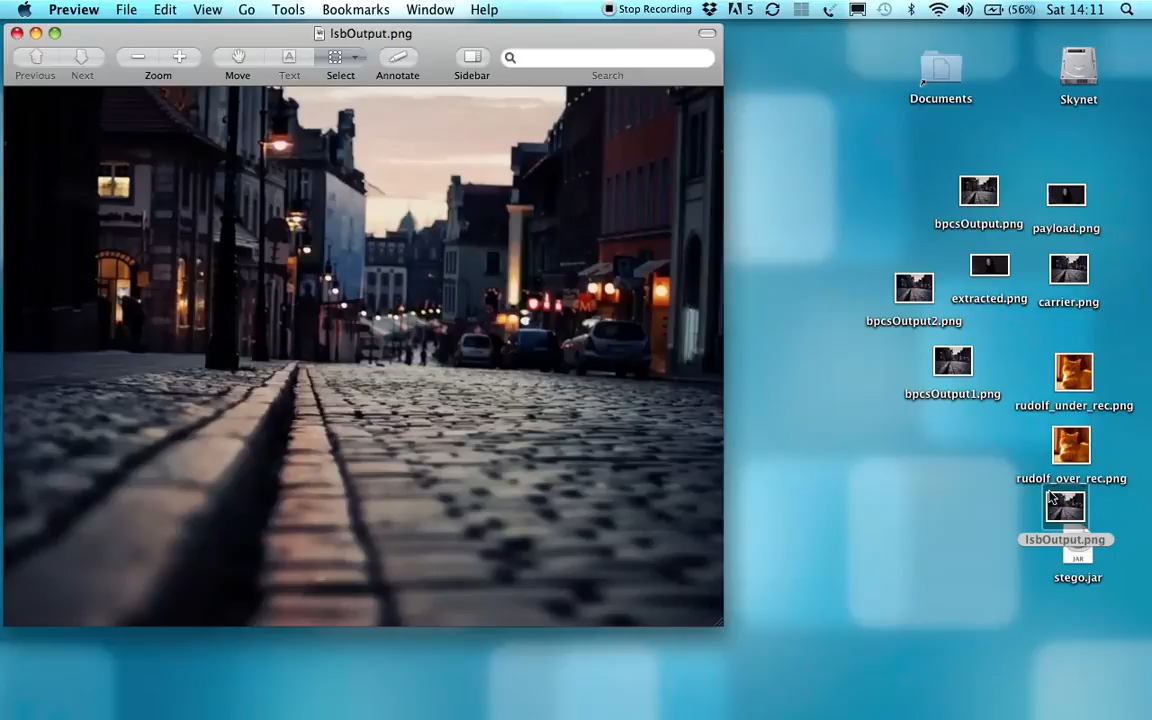 Preview File Edit View Go Tools Bookmarks Window Help Stop Recording 5 (56%) Sat 14:11
lsbOutput.png
Previous Next Zoom Move Text Select Annotate Sidebar Search
Documents
Skynet
bpcsOutput.png
payload.png
extracted.png
carrier.png
bpcsOutput2.png
bpcsOutput1.png
rudolf_under_rec.png
rudolf_over_rec.png
lsbOutput.png
JAR
stego.jar